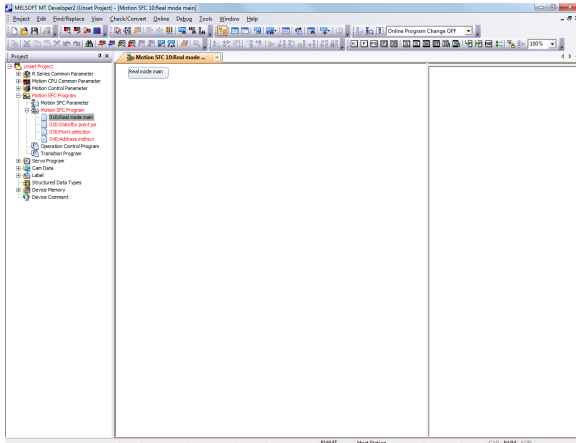 MELSOFT MT Developer2 (Unset Project) - [Motion SFC 10:Real mode main]
Project Edit Find/Replace View Check/Convert Online Debug Tools Window Help
Online Program Change OFF
100%
Project
Motion SFC 10:Real mode ...
Unset Project
R Series Common Parameter
Motion CPU Common Parameter
Motion Control Parameter
Motion SFC Program
Motion SFC Parameter
Motion SFC Program
010:Real mode main
020:Standby point po
030:Point selection
040:Address indirect
Operation Control Program
Transition Program
Servo Program
Cam Data
Label
Structured Data Types
Device Memory
Device Comment
Real mode main
R16MT Host Station CAP NUM